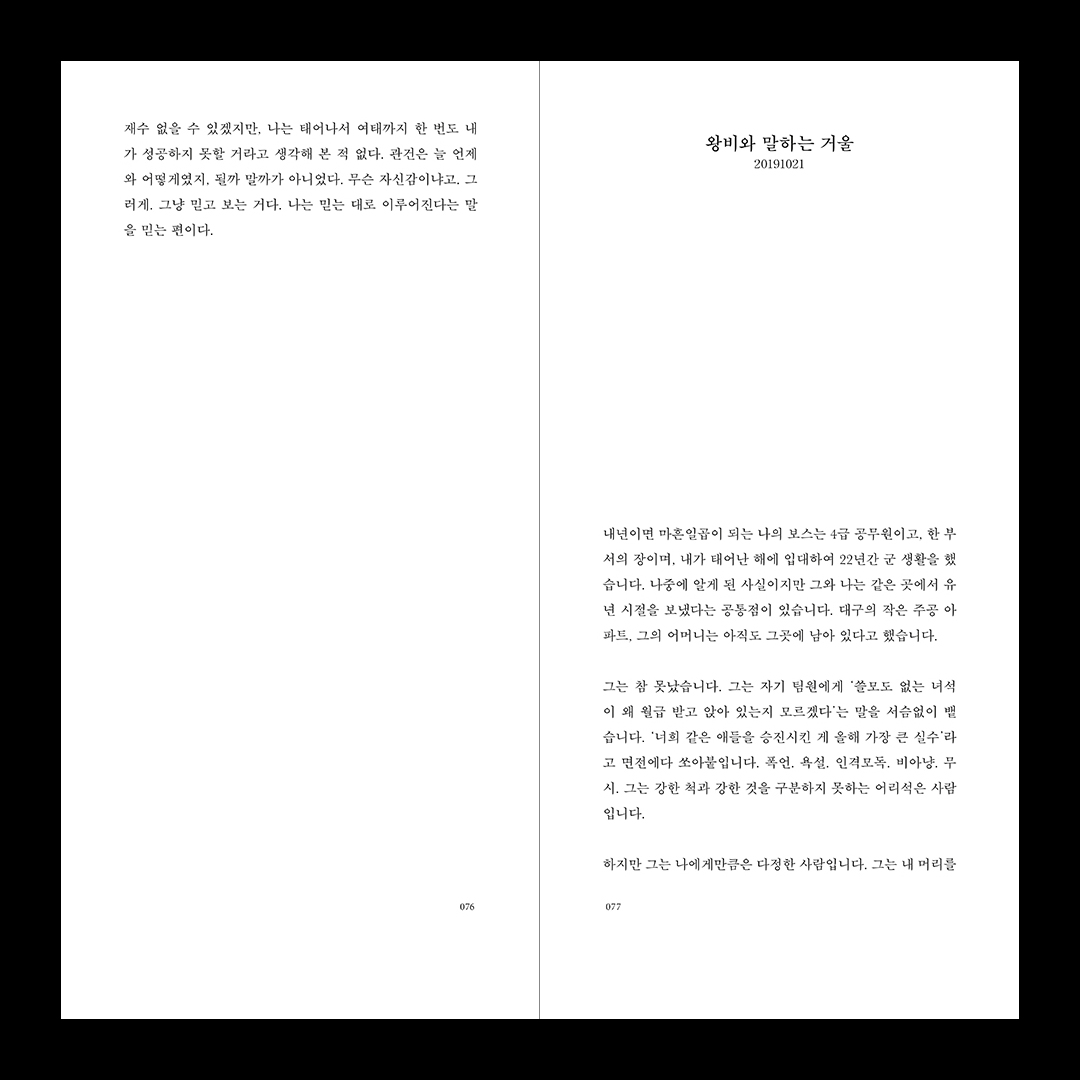 재수 없을 수 있겠지만, 나는 태어나서 여태까지 한 번도 내
가 성공하지 못할 거라고 생각해 본 적 없다. 관건은 늘 언제
와 어떻게였지, 될까 말까가 아니었다. 무슨 자신감이냐고. 그
러게. 그냥 믿고 보는 거다. 나는 믿는 대로 이루어진다는 말
을 믿는 편이다.
076
왕비와 말하는 거울
20191021
내년이면 마흔일곱이 되는 나의 보스는 4급 공무원이고, 한 부
서의 장이며, 내가 태어난 해에 입대하여 22년간 군 생활을 했
습니다. 나중에 알게 된 사실이지만 그와 나는 같은 곳에서 유
년 시절을 보냈다는 공통점이 있습니다. 대구의 작은 주공 아
파트, 그의 어머니는 아직도 그곳에 남아 있다고 했습니다.
그는 참 못났습니다. 그는 자기 팀원에게 '쓸모도 없는 녀석
이 왜 월급 받고 앉아 있는지 모르겠다'는 말을 서슴없이 뱉
습니다. '너희 같은 애들을 승진시킨 게 올해 가장 큰 실수'라
고 면전에다 쏘아붙입니다. 폭언. 욕설. 인격모독. 비아냥. 무
시. 그는 강한 척과 강한 것을 구분하지 못하는 어리석은 사람
입니다.
하지만 그는 나에게만큼은 다정한 사람입니다. 그는 내 머리를
077